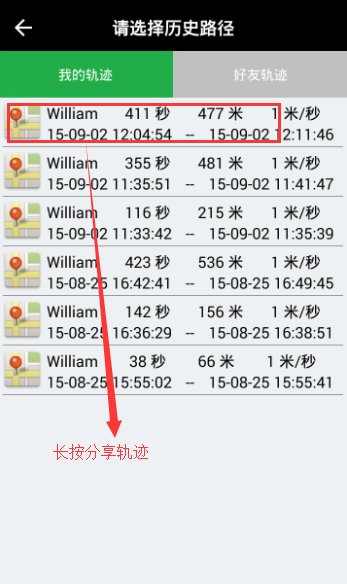 请选择历史路径
我的轨迹 好友轨迹
William 411 秒 477 米 1 米/秒
15-09-02 12:04:54 -- 15-09-02 12:11:46
William 355 秒 481 米 1 米/秒
15-09-02 11:35:51 -- 15-09-02 11:41:47
William 116 秒 215 米 1 米/秒
15-09-02 11:33:42 -- 15-09-02 11:35:39
William 423 秒 536 米 1 米/秒
15-08-25 16:42:41 -- 15-08-25 16:49:45
William 142 秒 156 米 1 米/秒
15-08-25 16:36:29 -- 15-08-25 16:38:51
William 38 秒 66 米 1 米/秒
15-08-25 15:55:02 -- 15-08-25 15:55:41
长按分享轨迹